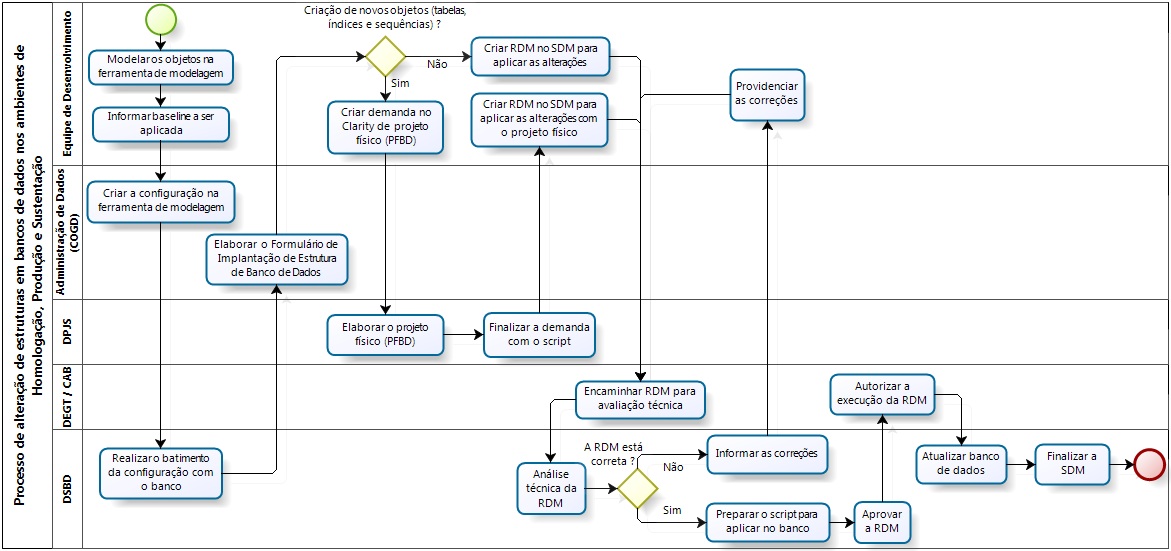 Processo de alteração de estruturas em bancos de dados nos ambientes de
Homologação, Produção e Sustentação
Equipe de Desenvolvimento
Modelar os objetos na
ferramenta de modelagem
Informar baseline a ser
aplicada
Criação de novos objetos (tabelas,
índices e sequências) ?
Não
Sim
Criar RDM no SDM para
aplicar as alterações
Criar demanda no
Clarity de projeto
físico (PFBD)
Criar RDM no SDM para
aplicar as alterações com
o projeto físico
Providenciar
as correções
Administração de Dados
(COGD)
Criar a configuração na
ferramenta de modelagem
Elaborar o Formulário de
Implantação de Estrutura
de Banco de Dados
DPJS
Elaborar o projeto
físico (PFBD)
Finalizar a demanda
com o script
DEGT / CAB
Encaminhar RDM para
avaliação técnica
Autorizar a
execução da RDM
DSBD
Realizar o batimento
da configuração com
o banco
Análise
técnica da
RDM
A RDM está
correta ?
Não
Sim
Informar as correções
Preparar o script para
aplicar no banco
Aprovar
a RDM
Atualizar banco
de dados
Finalizar a
SDM